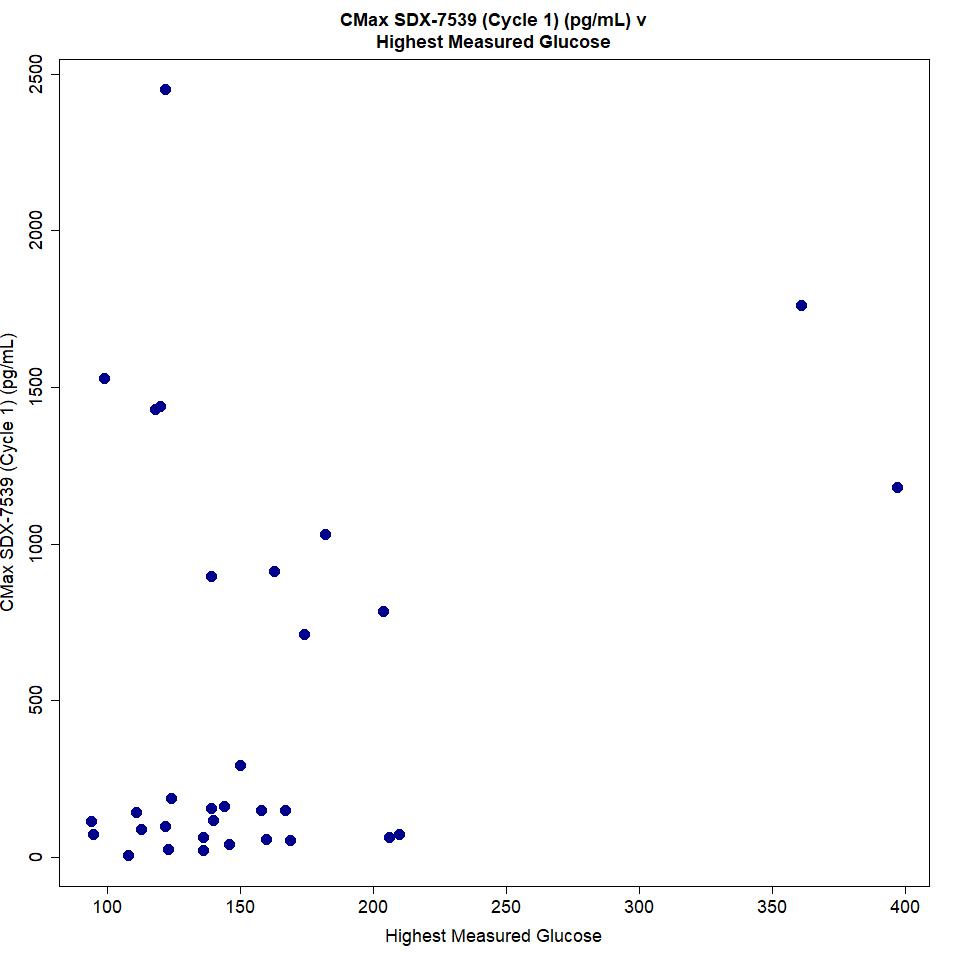 CMax SDX-7539 (Cycle 1) (pg/mL) v
Highest Measured Glucose
2500
2000
1500
1000
500
0
CMax SDX-7539 (Cycle 1) (pg/mL)
100 150 200 250 300 350 400
Highest Measured Glucose